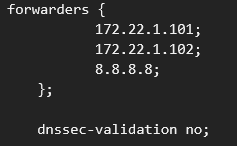 forwarders {
172.22.1.101;
172.22.1.102;
8.8.8.8;
};
dnssec-validation no;